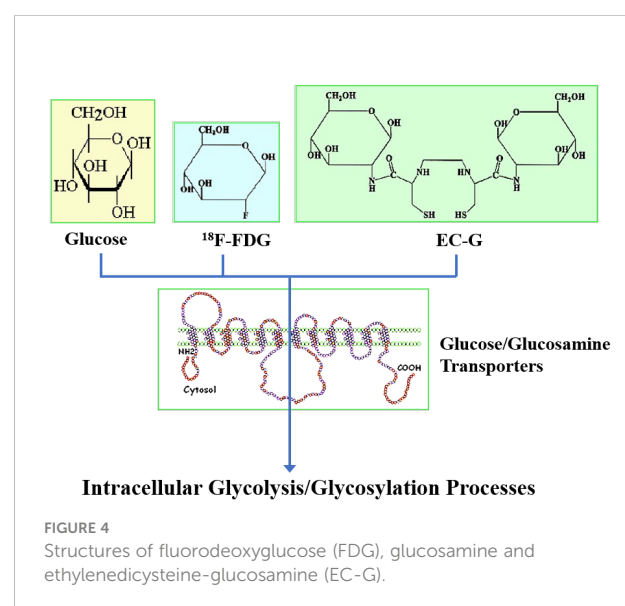 CH2OH
O
OH
OH
HO
OH
Glucose
CH2OH
O
OH
OH
OH
F
18F-FDG
CH2OH
O
OH
OH
OH
N
H
C
O
NH
SH
HN
HS
C
O
N
H
CH2OH
O
OH
OH
OH
EC-G
NH2
Cytosol
COOH
Glucose/Glucosamine
Transporters
Intracellular Glycolysis/Glycosylation Processes
FIGURE 4
Structures of fluorodeoxyglucose (FDG), glucosamine and
ethylenedicysteine-glucosamine (EC-G).